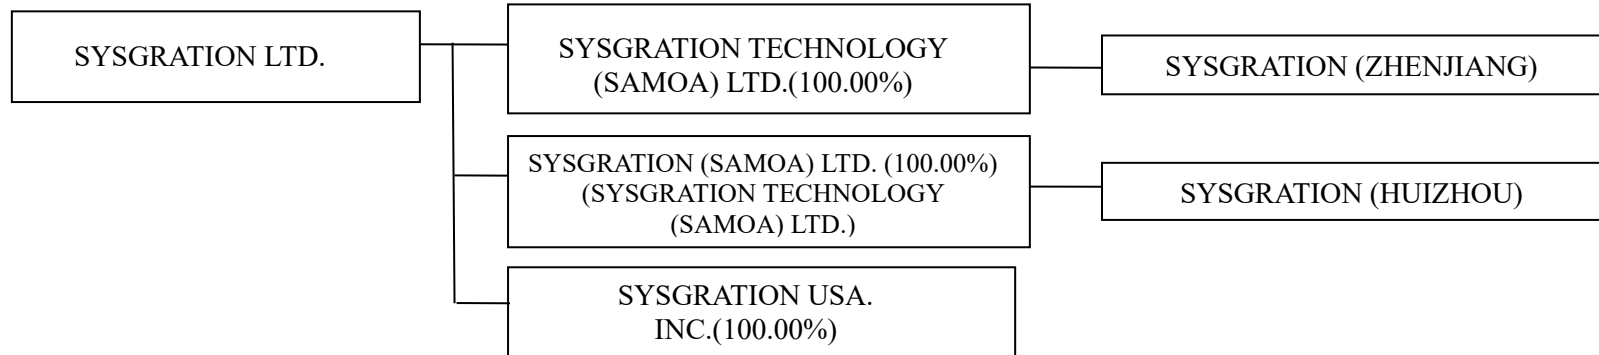 SYSGRATION LTD.
SYSGRATION TECHNOLOGY
(SAMOA) LTD.(100.00%)
SYSGRATION (ZHENJIANG)
SYSGRATION (SAMOA) LTD. (100.00%)
(SYSGRATION TECHNOLOGY
(SAMOA) LTD.)
SYSGRATION (HUIZHOU)
SYSGRATION USA.
INC.(100.00%)